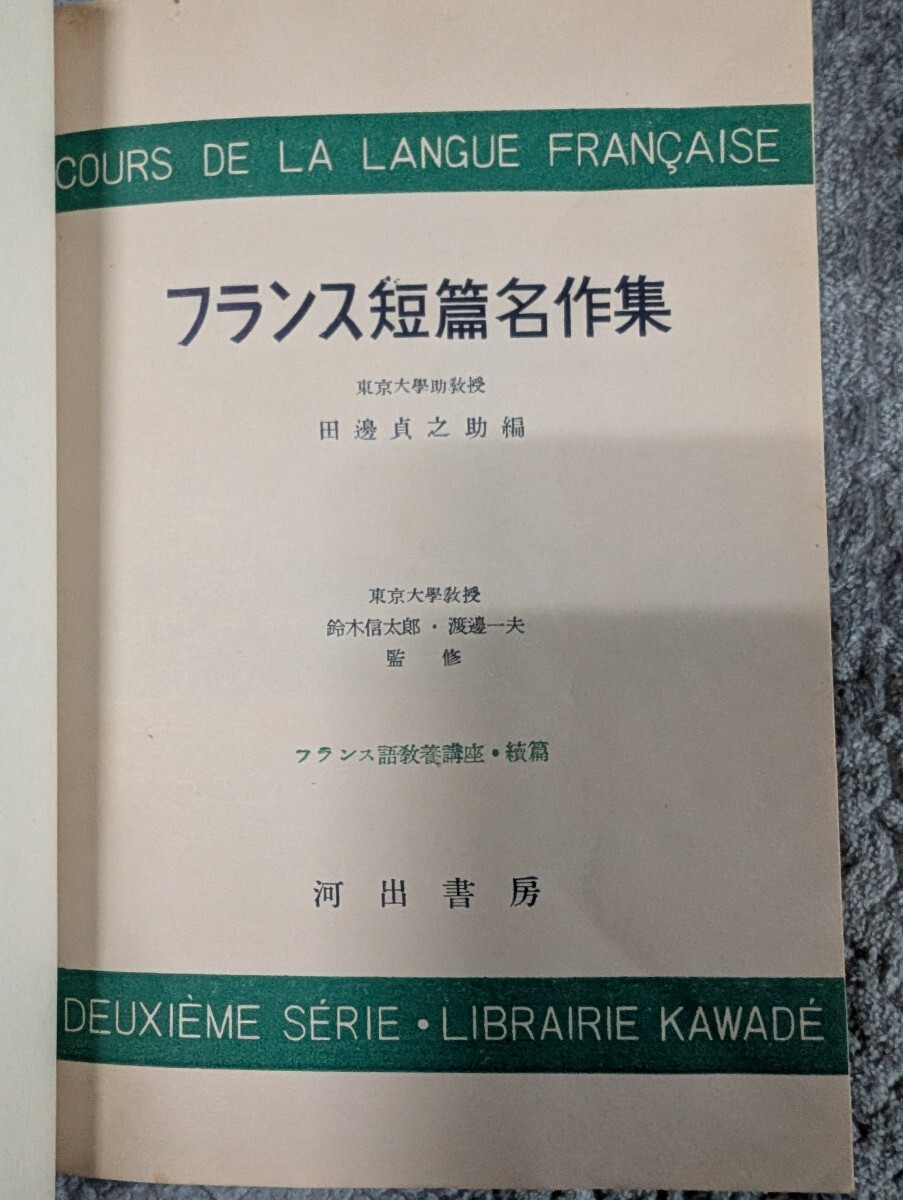 COURS DE LA LANGUE FRANÇAISE
フランス短篇名作集
東京大學助教授
田邊貞之助編
東京大學教授
鈴木信太郎・渡邊一夫
監修
フランス語教養講座・續篇
河出書房
DEUXIÈME SÉRIE・LIBRAIRIE KAWADÉ